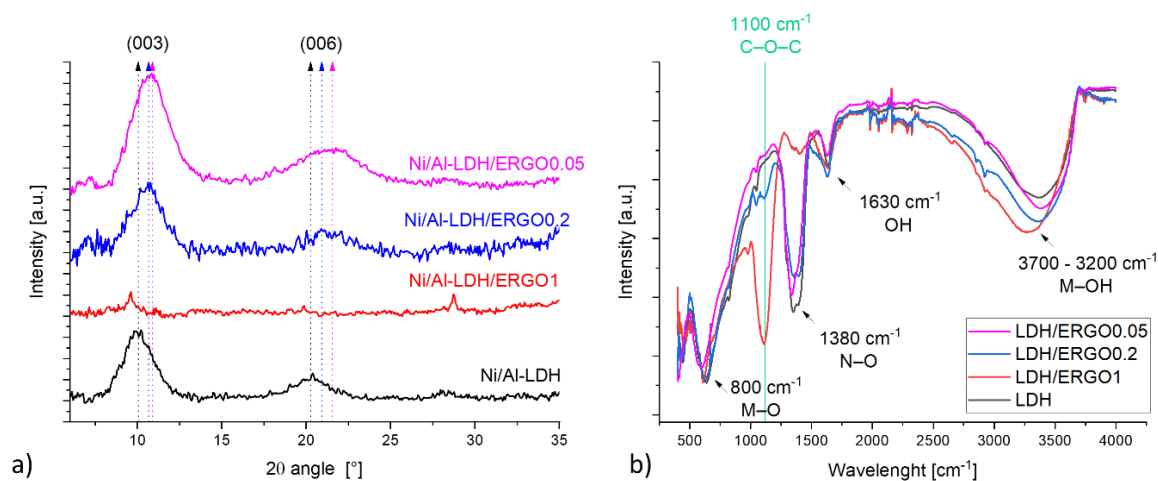 (003)
(006)
Ni/Al-LDH/ERGO0.05
Ni/Al-LDH/ERGO0.2
Ni/Al-LDH/ERGO1
Ni/Al-LDH
Intensity [a.u.]
10
15
20
25
30
35
2θ angle [°]
a)
1100 cm-1
C–O–C
1630 cm-1
OH
3700 - 3200 cm-1
M–OH
1380 cm-1
N–O
800 cm-1
M–O
LDH/ERGO0.05
LDH/ERGO0.2
LDH/ERGO1
LDH
Intensity [a.u.]
500
1000
1500
2000
2500
3000
3500
4000
Wavelenght [cm-1]
b)